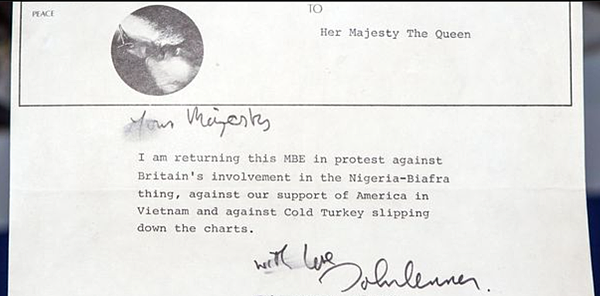 PEACE
TO
Her Majesty The Queen
Your Majesty
I am returning this MBE in protest against
Britain's involvement in the Nigeria-Biafra
thing, against our support of America in
Vietnam and against Cold Turkey slipping
down the charts.
with love
John Lennon.